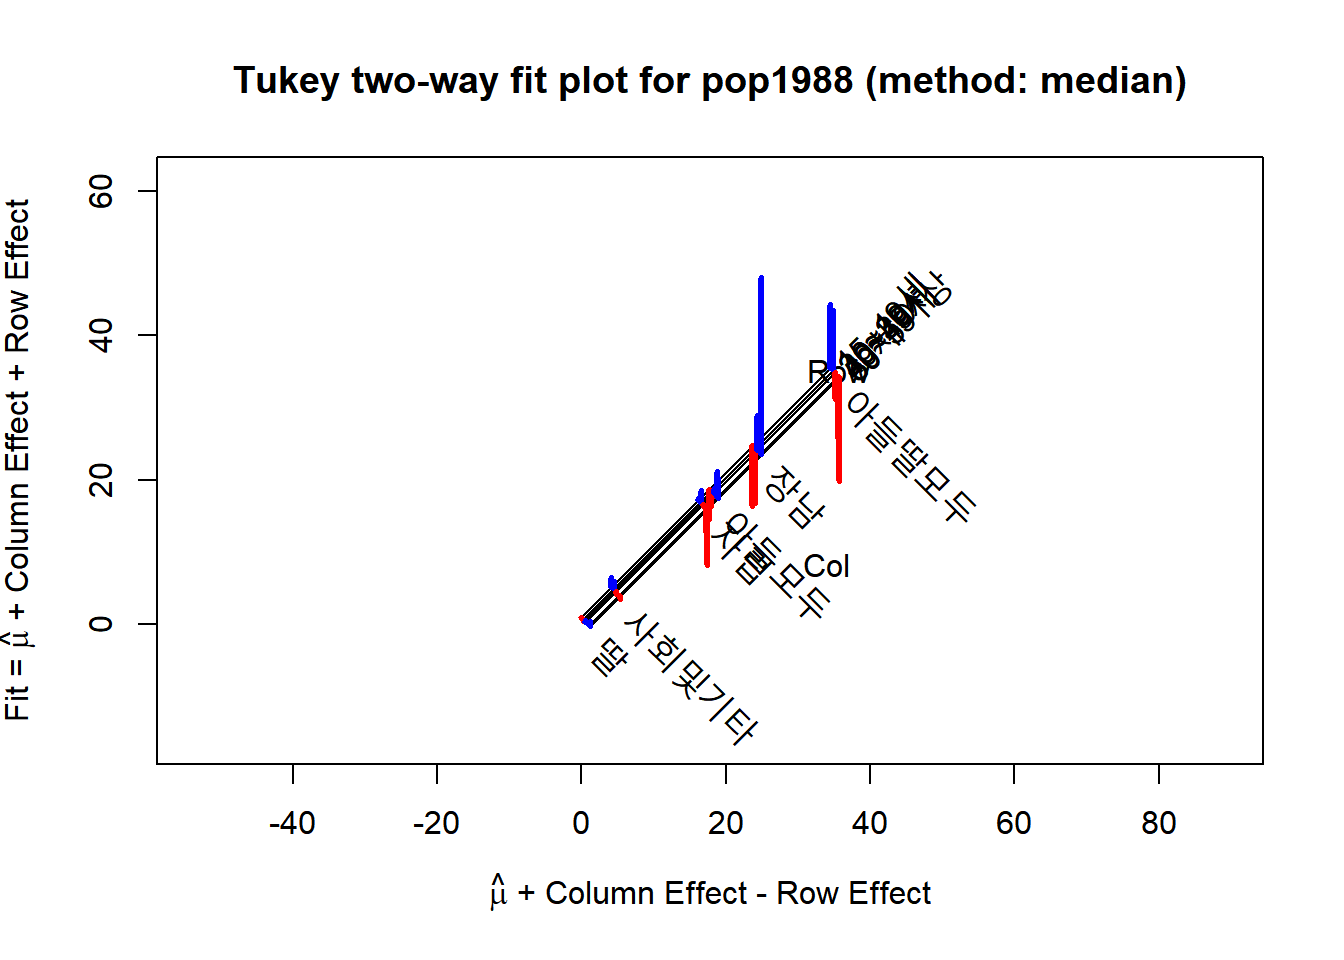 Tukey two-way fit plot for pop1988 (method: median)
Fit = μ̂ + Column Effect + Row Effect
60
40
20
0
Row
아들딸모두
장남
아들모두
Col
사회및기타
딸
-40
-20
0
20
40
60
80
μ̂ + Column Effect - Row Effect